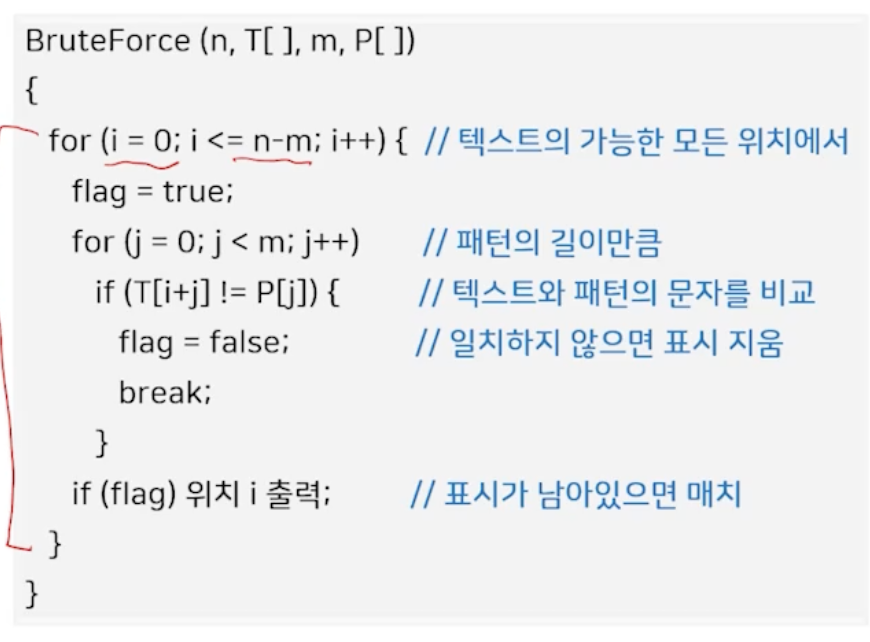 BruteForce (n, T[ ], m, P[ ])
{
for (i = 0; i <= n-m; i++) { // 텍스트의 가능한 모든 위치에서
flag = true;
for (j = 0; j < m; j++) // 패턴의 길이만큼
if (T[i+j] != P[j]) { // 텍스트와 패턴의 문자를 비교
flag = false; // 일치하지 않으면 표시 지움
break;
}
if (flag) 위치 i 출력; // 표시가 남아있으면 매치
}
}